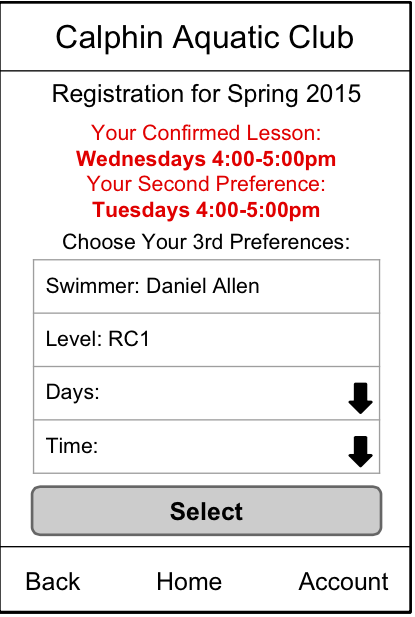 Calphin Aquatic Club
Registration for Spring 2015
Your Confirmed Lesson:
Wednesdays 4:00-5:00pm
Your Second Preference:
Tuesdays 4:00-5:00pm
Choose Your 3rd Preferences:
Swimmer: Daniel Allen
Level: RC1
Days:
Time:
Select
Back Home Account